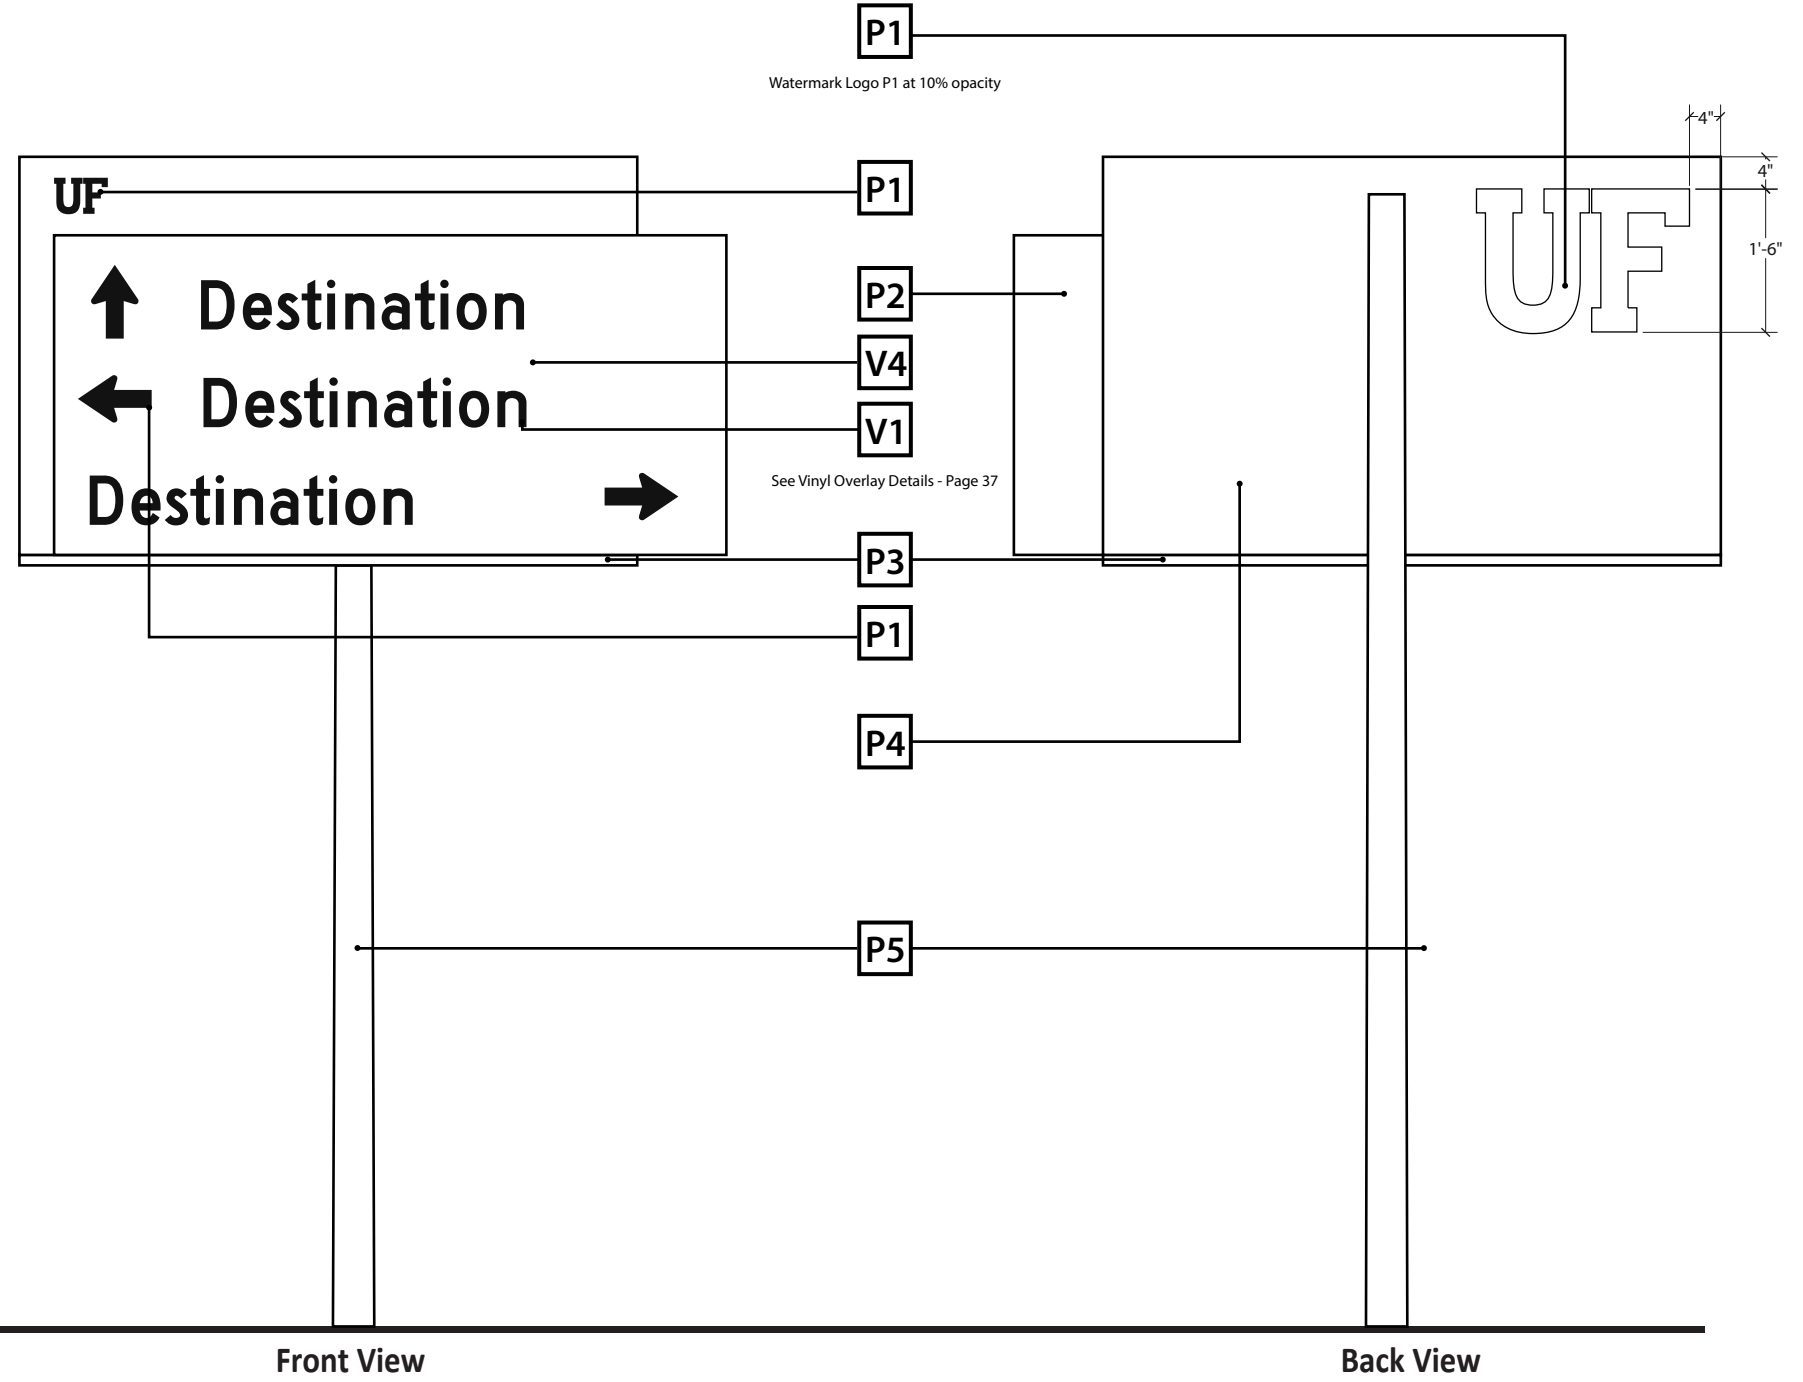 P1
Watermark Logo P1 at 10% opacity
4"
4"
1'-6"
UF
UF
P1
Destination
Destination
Destination
P2
V4
V1
See Vinyl Overlay Details - Page 37
P3
P1
P4
P5
Front View
Back View